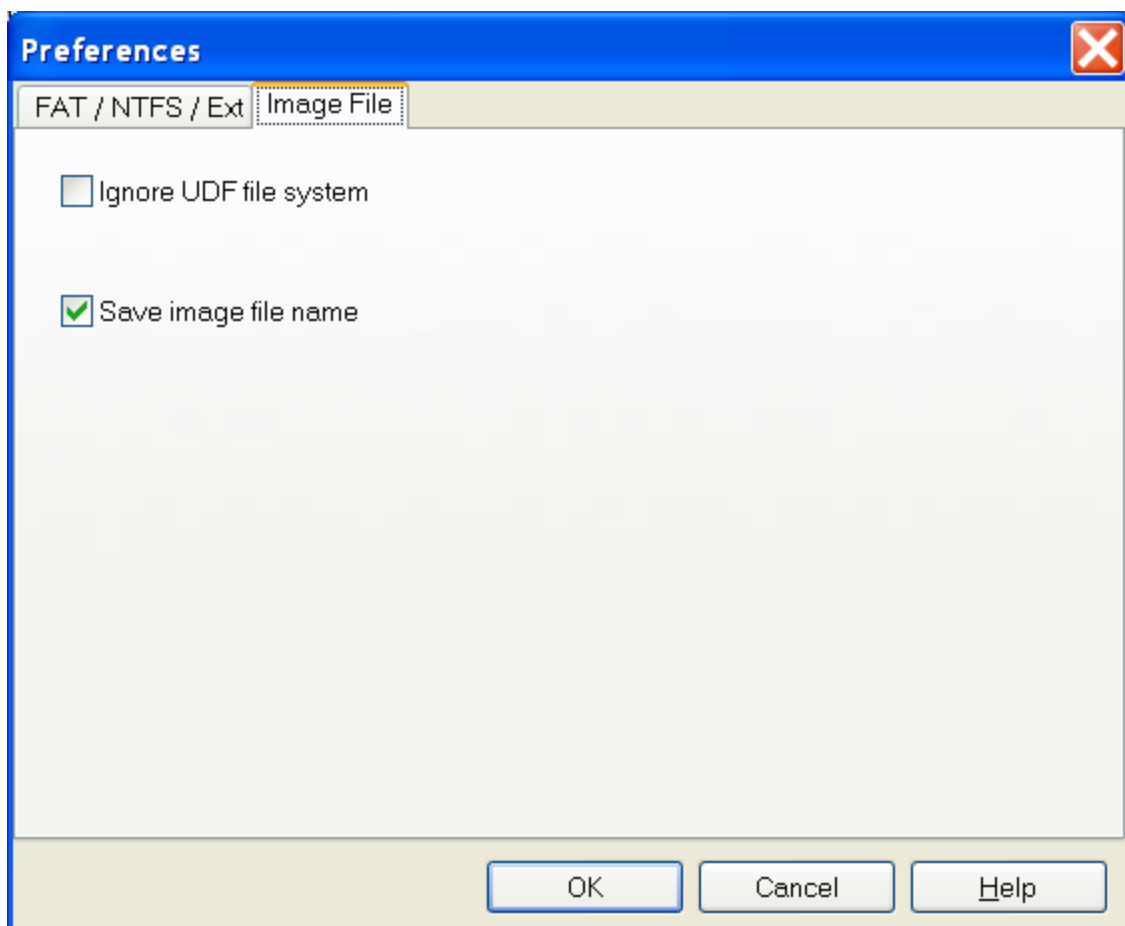 Preferences
FAT / NTFS / Ext Image File
Ignore UDF file system
Save image file name
OK Cancel Help